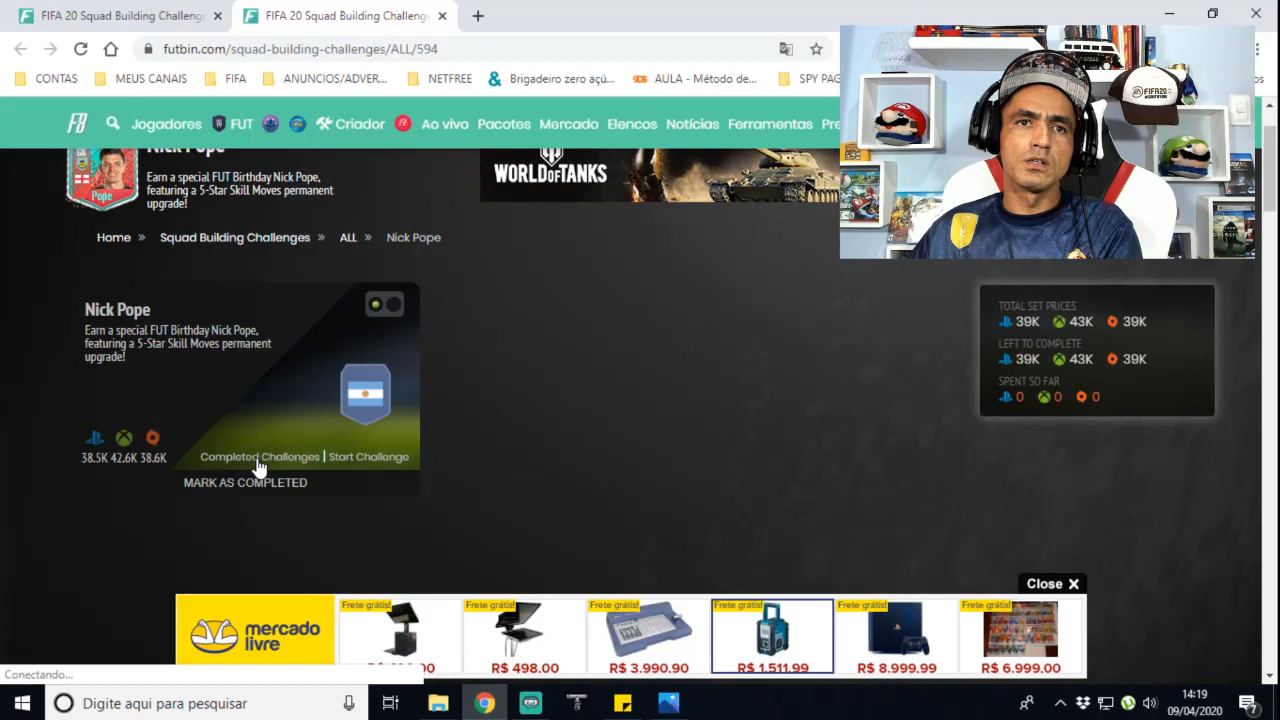 FIFA 20 Squad Building Challeng
FIFA 20 Squad Building Challeng
futbin.com/squad-building-challenges/ALL/594
CONTAS
MEUS CANAIS
FIFA
ANUNCIOS/ADVER...
NETFREE
Brigadeiro zero açú...
AULA - Método de...
SPY PAG
FIFA20
Jogadores
FUT
Criador
Ao vivo
Pacotes
Mercado
Elencos
Notícias
Ferramentas
Pre
Nick Pope
Pope
Earn a special FUT Birthday Nick Pope,
featuring a 5-Star Skill Moves permanent
upgrade!
WORLD OF TANKS
Home » Squad Building Challenges » ALL » Nick Pope
Nick Pope
Earn a special FUT Birthday Nick Pope,
featuring a 5-Star Skill Moves permanent
upgrade!
38.5K 42.6K 38.6K
Completed Challenges | Start Challenge
MARK AS COMPLETED
TOTAL SET PRICES
39K 43K 39K
LEFT TO COMPLETE
39K 43K 39K
SPENT SO FAR
0 0 0
Close X
mercado
livre
Frete grátis!
Frete grátis!
R$ 498.00
Frete grátis!
R$ 3.990,90
Frete grátis!
R$ 1.511,99
Frete grátis!
R$ 8.999,99
Frete grátis!
R$ 6.999,00
Conectando...
Digite aqui para pesquisar
14:19
09/04/2020
7